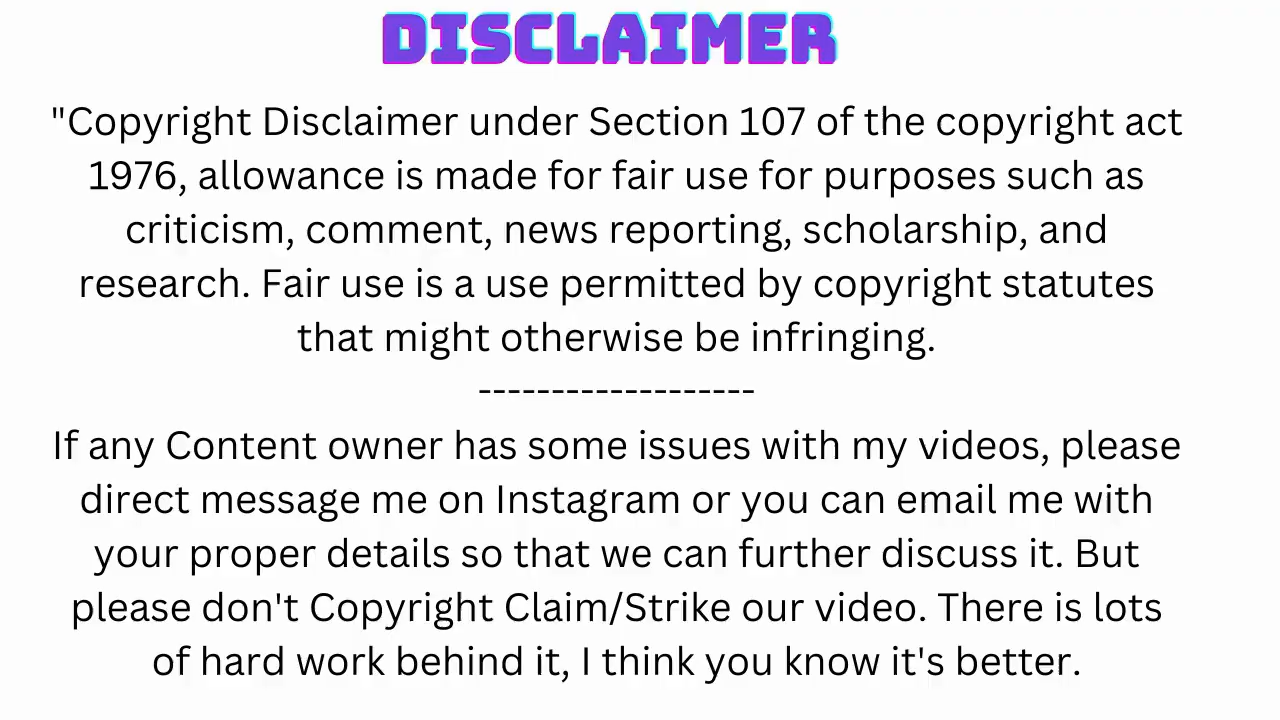 DISCLAIMER
"Copyright Disclaimer under Section 107 of the copyright act
1976, allowance is made for fair use for purposes such as
criticism, comment, news reporting, scholarship, and
research. Fair use is a use permitted by copyright statutes
that might otherwise be infringing.
-------------------
If any Content owner has some issues with my videos, please
direct message me on Instagram or you can email me with
your proper details so that we can further discuss it. But
please don't Copyright Claim/Strike our video. There is lots
of hard work behind it, I think you know it's better.